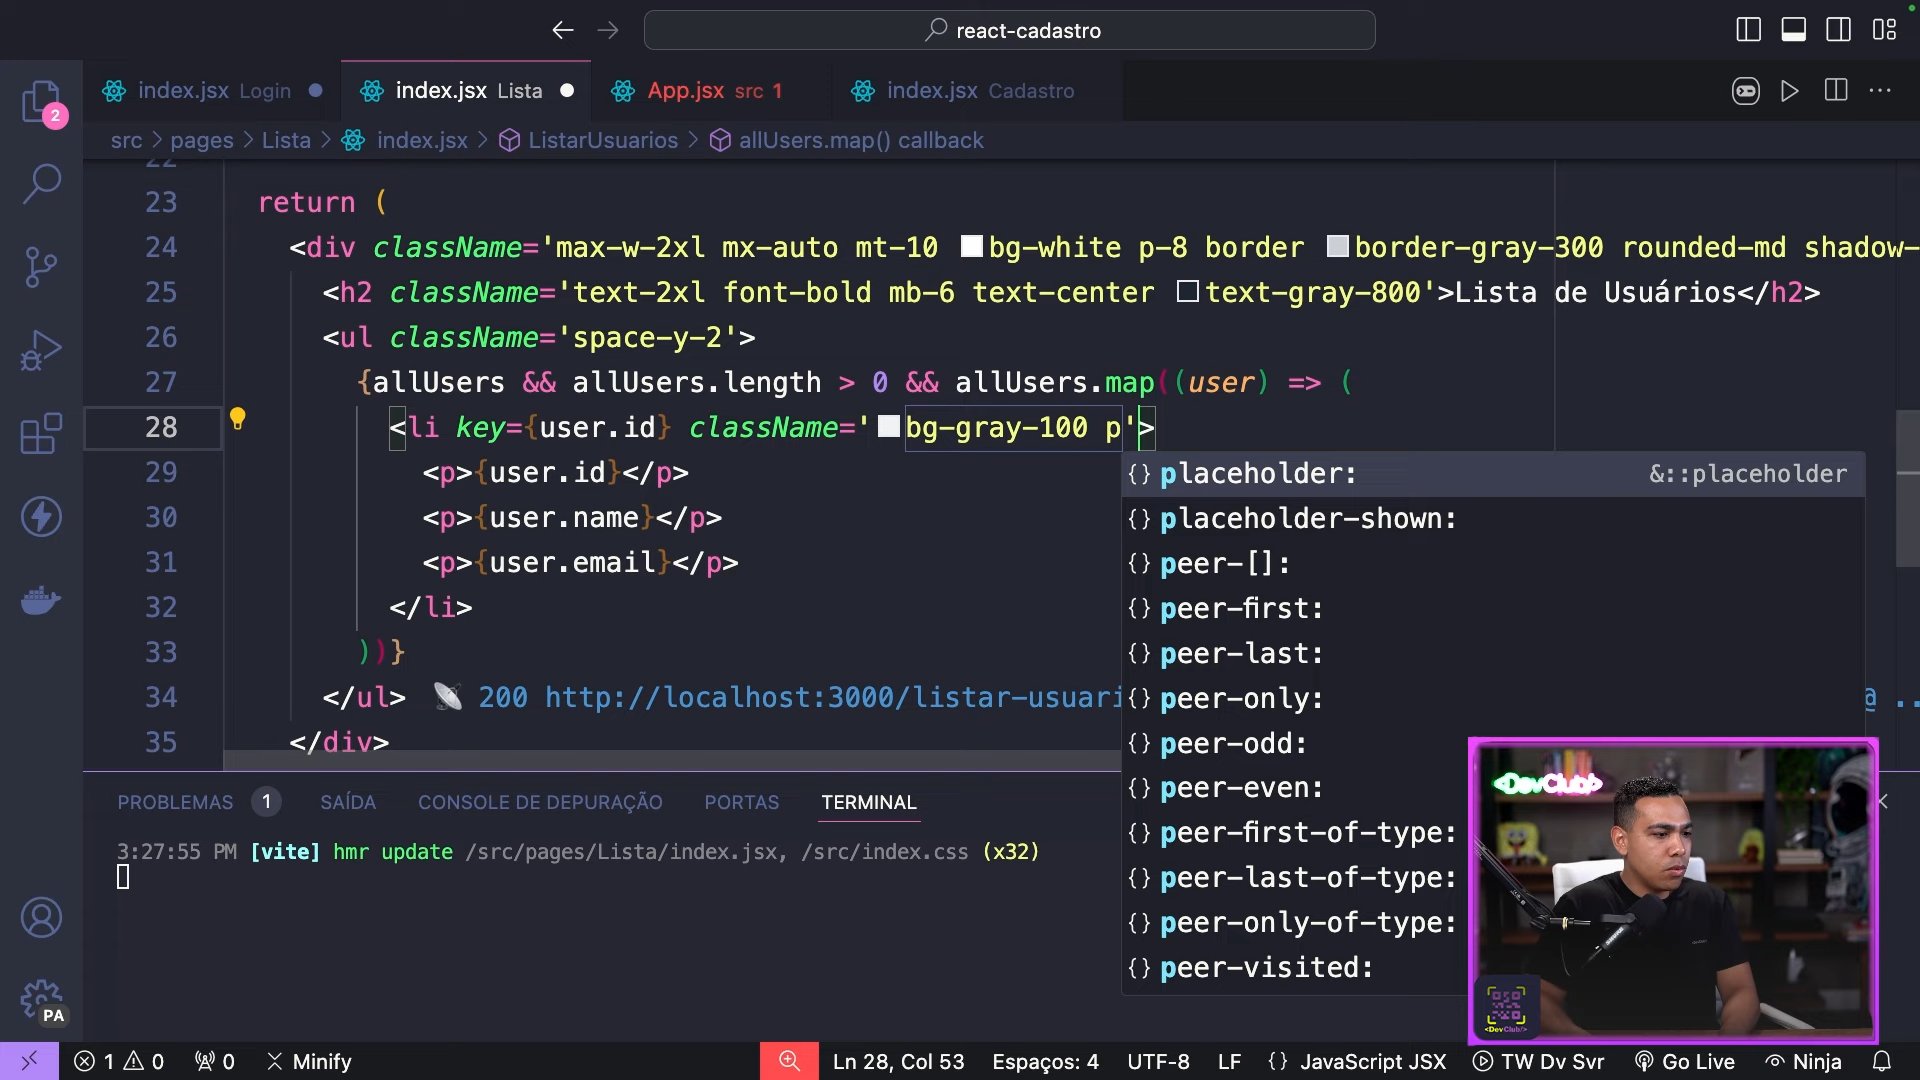 react-cadastro
index.jsx Login
index.jsx Lista
App.jsx src 1
index.jsx Cadastro
src > pages > Lista > index.jsx > ListarUsuarios > allUsers.map() callback
2
22
23 return (
24 <div className='max-w-2xl mx-auto mt-10 bg-white p-8 border border-gray-300 rounded-md shadow-
25 <h2 className='text-2xl font-bold mb-6 text-center text-gray-800'>Lista de Usuários</h2>
26 <ul className='space-y-2'>
27 {allUsers && allUsers.length > 0 && allUsers.map((user) => (
28 <li key={user.id} className='bg-gray-100 p'>
29 <p>{user.id}</p>
30 <p>{user.name}</p>
31 <p>{user.email}</p>
32 </li>
33 ))}
34 </ul> 200 http://localhost:3000/listar-usuari @ ..
35 </div>
{} placeholder: &::placeholder
{} placeholder-shown:
{} peer-[]:
{} peer-first:
{} peer-last:
{} peer-only:
{} peer-odd:
{} peer-even:
{} peer-first-of-type:
{} peer-last-of-type:
{} peer-only-of-type:
{} peer-visited:
PROBLEMAS 1 SAÍDA CONSOLE DE DEPURAÇÃO PORTAS TERMINAL
3:27:55 PM [vite] hmr update /src/pages/Lista/index.jsx, /src/index.css (x32)
<DevClub/>
<DevClub/>
PA
1 0 0 Minify Ln 28, Col 53 Espaços: 4 UTF-8 LF {} JavaScript JSX TW Dv Svr Go Live Ninja